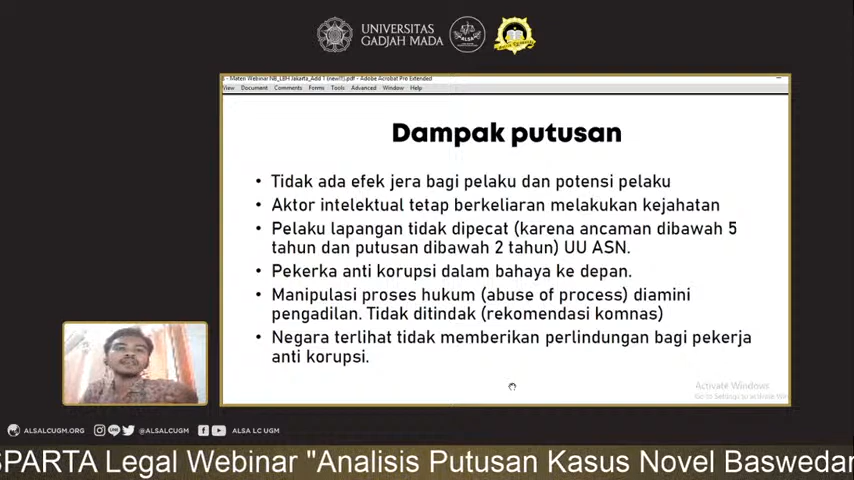 UNIVERSITAS
GADJAH MADA
ALSA
- Materi Webinar NB_LBH Jakarta_Add 1 (new!!).pdf - Adobe Acrobat Pro Extended
View Document Comments Forms Tools Advanced Window Help
Dampak putusan
• Tidak ada efek jera bagi pelaku dan potensi pelaku
• Aktor intelektual tetap berkeliaran melakukan kejahatan
• Pelaku lapangan tidak dipecat (karena ancaman dibawah 5
tahun dan putusan dibawah 2 tahun) UU ASN.
• Pekerka anti korupsi dalam bahaya ke depan.
• Manipulasi proses hukum (abuse of process) diamini
pengadilan. Tidak ditindak (rekomendasi komnas)
• Negara terlihat tidak memberikan perlindungan bagi pekerja
anti korupsi.
Activate Windows
Go to Settings to activate Win
ALSALCUGM.ORG @ALSALCUGM ALSA LC UGM
SPARTA Legal Webinar "Analisis Putusan Kasus Novel Baswedan